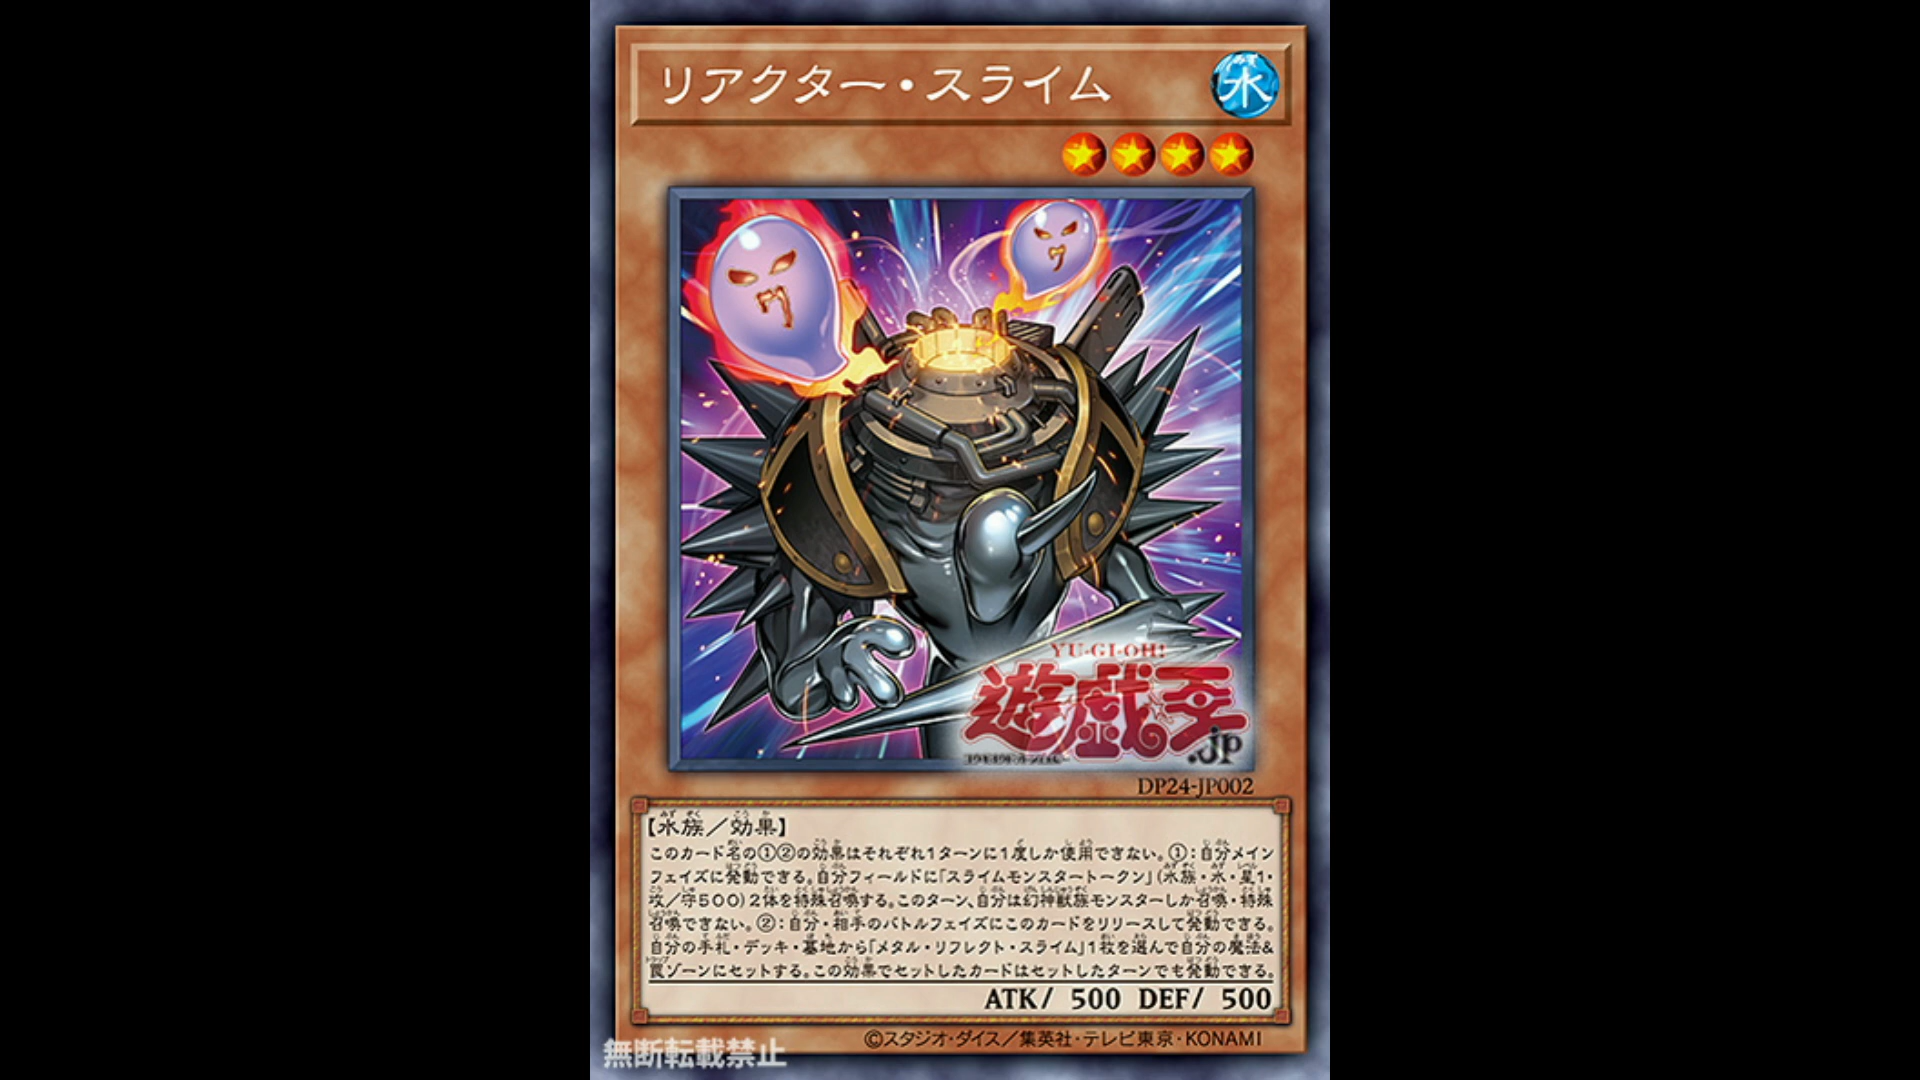 リアクター・スライム
水
YU-GI-OH!
遊戯王
.jp
DP24-JP002
【水族／効果】
このカード名の①②の効果はそれぞれ1ターンに1度しか使用できない。①：自分メイン
フェイズに発動できる。自分フィールドに「スライムモンスタートークン」(水族・水・星1・
攻／守500)2体を特殊召喚する。このターン、自分は幻神獣族モンスターしか召喚・特殊
召喚できない。②：自分・相手のバトルフェイズにこのカードをリリースして発動できる。
自分の手札・デッキ・墓地から「メタル・リフレクト・スライム」1枚を選んで自分の魔法&
罠ゾーンにセットする。この効果でセットしたカードはセットしたターンでも発動できる。
ATK/ 500 DEF/ 500
©スタジオ・ダイス／集英社・テレビ東京・KONAMI
無断転載禁止